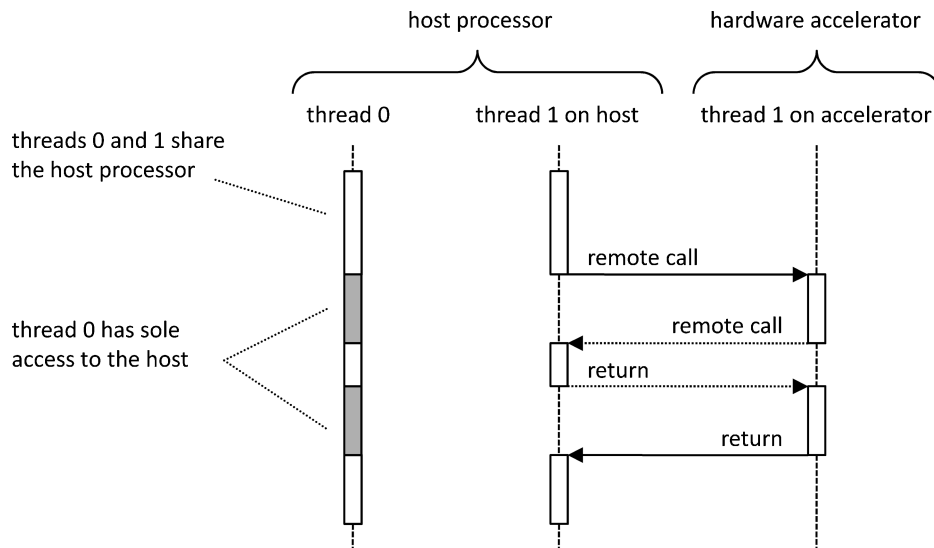 host processor
hardware accelerator
thread 0
thread 1 on host
thread 1 on accelerator
threads 0 and 1 share
the host processor
remote call
remote call
thread 0 has sole
access to the host
return
return